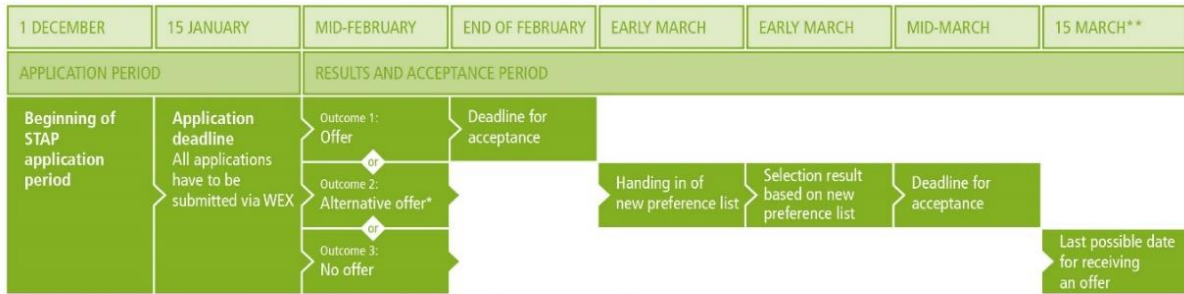 1 DECEMBER
15 JANUARY
MID-FEBRUARY
END OF FEBRUARY
EARLY MARCH
EARLY MARCH
MID-MARCH
15 MARCH**
APPLICATION PERIOD
RESULTS AND ACCEPTANCE PERIOD
Beginning of
STAP
application
period
Application
deadline
All applications
have to be
submitted via WEX
Outcome 1:
Offer
or
Outcome 2:
Alternative offer*
or
Outcome 3:
No offer
Deadline for
acceptance
Handing in of
new preference list
Selection result
based on new
preference list
Deadline for
acceptance
Last possible date
for receiving
an offer